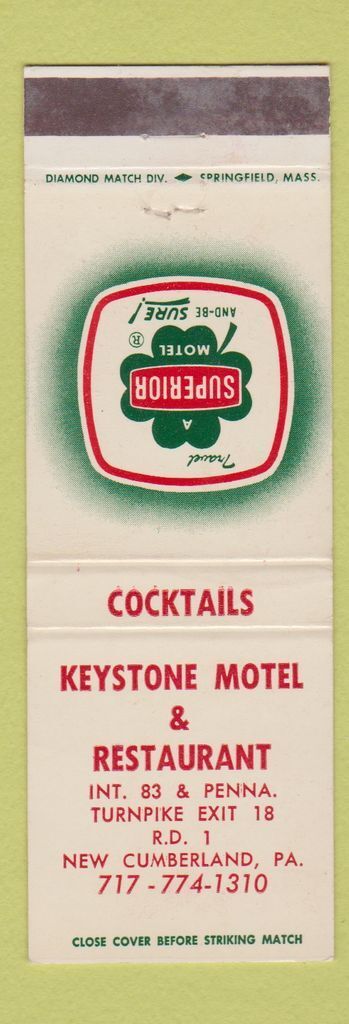 DIAMOND MATCH DIV. ◆ SPRINGFIELD, MASS.
Travel
A
SUPERIOR
MOTEL
®
AND-BE SURE!
COCKTAILS
KEYSTONE MOTEL
&
RESTAURANT
INT. 83 & PENNA.
TURNPIKE EXIT 18
R.D. 1
NEW CUMBERLAND, PA.
717-774-1310
CLOSE COVER BEFORE STRIKING MATCH